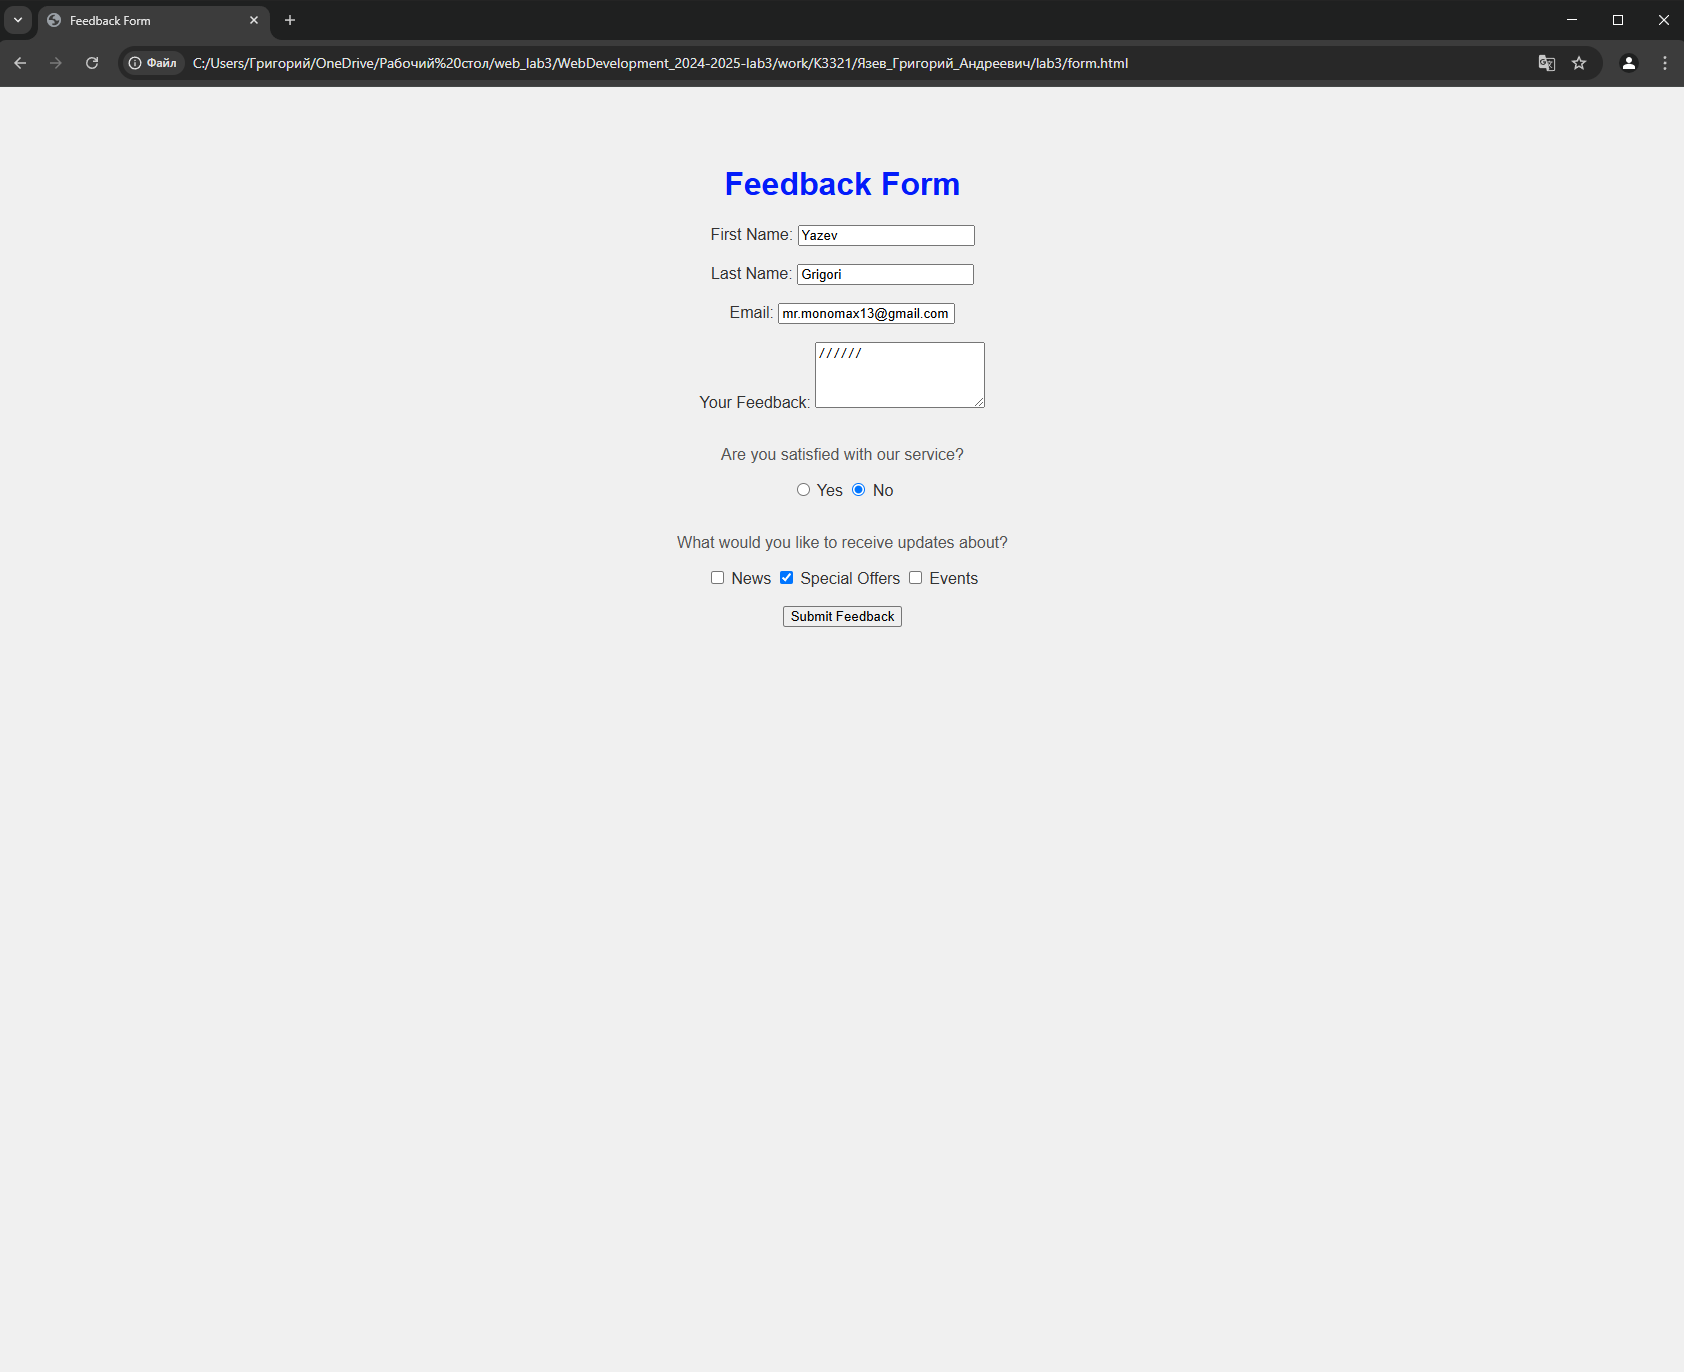 Feedback Form
Файл C:/Users/Григорий/OneDrive/Рабочий%20стол/web_lab3/WebDevelopment_2024-2025-lab3/work/K3321/Язев_Григорий_Андреевич/lab3/form.html
Feedback Form
First Name: Yazev
Last Name: Grigori
Email: mr.monomax13@gmail.com
Your Feedback: //////
Are you satisfied with our service?
Yes No
What would you like to receive updates about?
News Special Offers Events
Submit Feedback